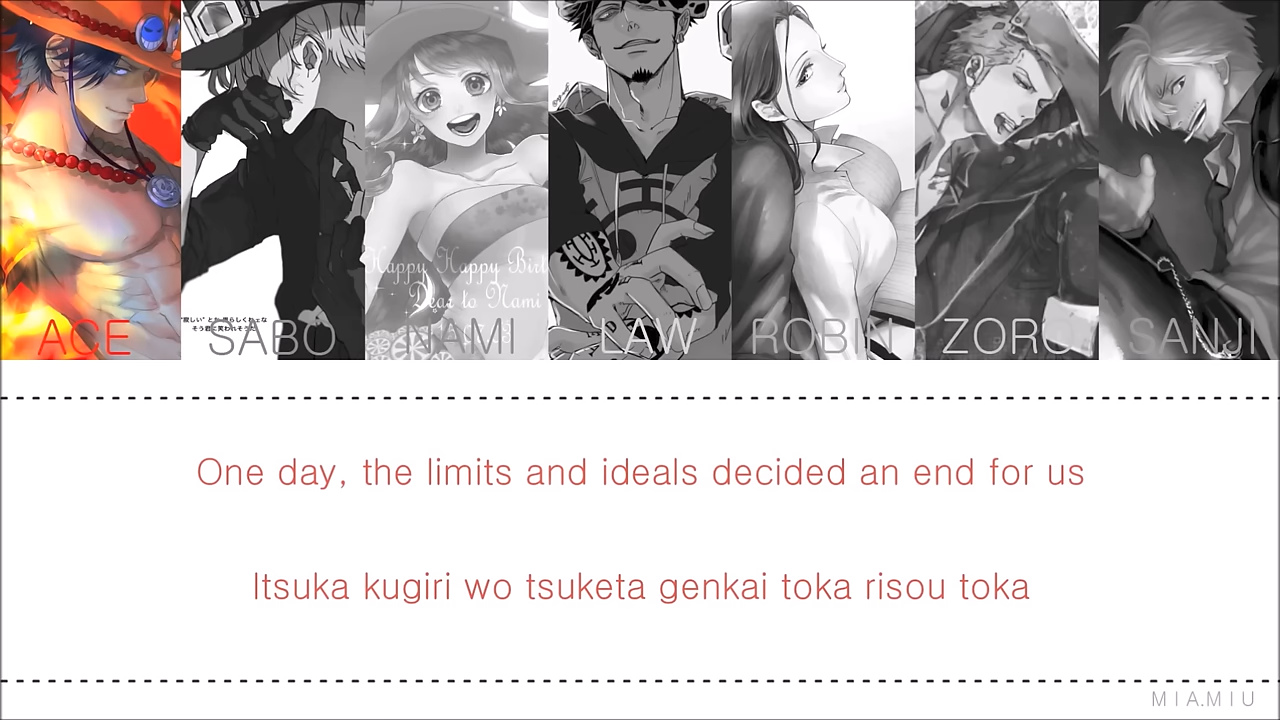 Happy Happy Birt
Dear to Nami
ACE
SABO
NAMI
LAW
ROBIN
ZORO
SANJI
One day, the limits and ideals decided an end for us
Itsuka kugiri wo tsuketa genkai toka risou toka
MIA.MIU